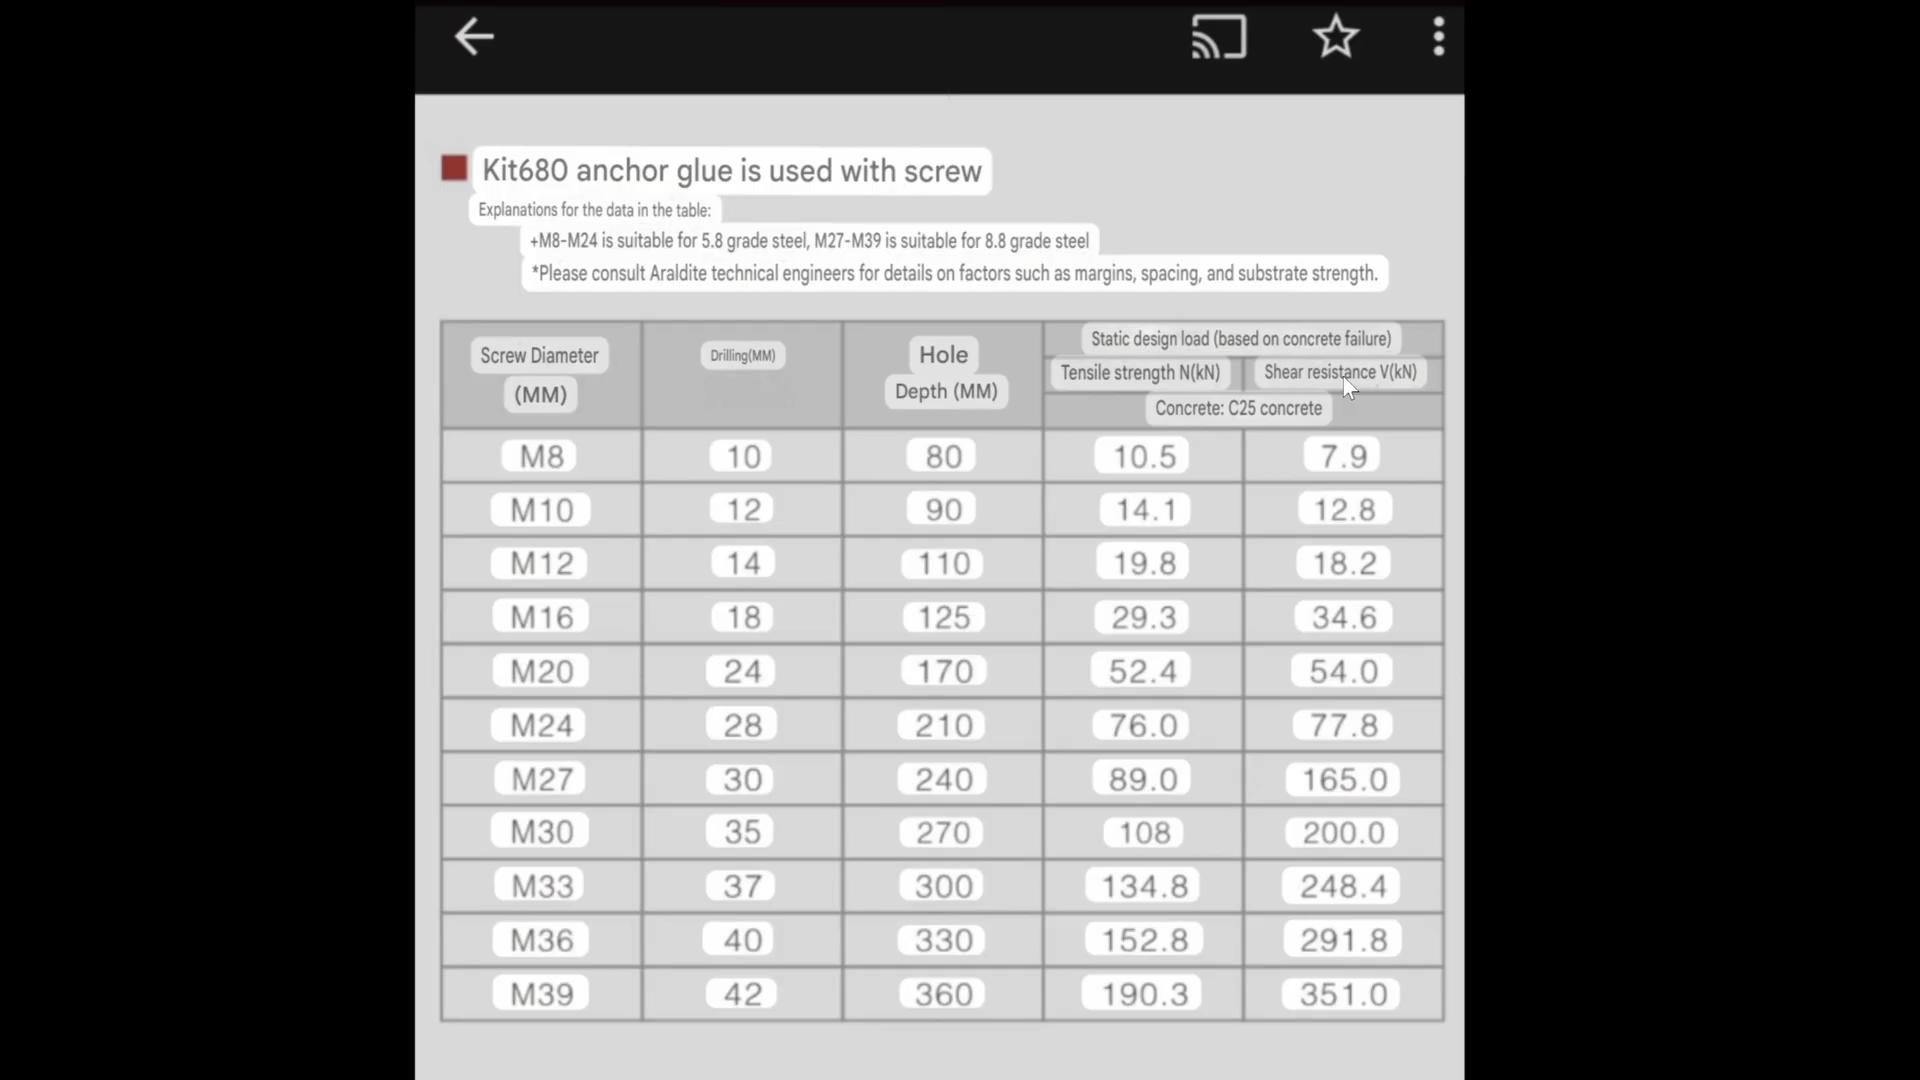 Kit680 anchor glue is used with screw
Explanations for the data in the table:
+M8-M24 is suitable for 5.8 grade steel, M27-M39 is suitable for 8.8 grade steel
*Please consult Araldite technical engineers for details on factors such as margins, spacing, and substrate strength.
Screw Diameter (MM) Drilling(MM) Hole Depth (MM) Static design load (based on concrete failure)
Tensile strength N(kN) Shear resistance V(kN)
Concrete: C25 concrete
M8 10 80 10.5 7.9
M10 12 90 14.1 12.8
M12 14 110 19.8 18.2
M16 18 125 29.3 34.6
M20 24 170 52.4 54.0
M24 28 210 76.0 77.8
M27 30 240 89.0 165.0
M30 35 270 108 200.0
M33 37 300 134.8 248.4
M36 40 330 152.8 291.8
M39 42 360 190.3 351.0